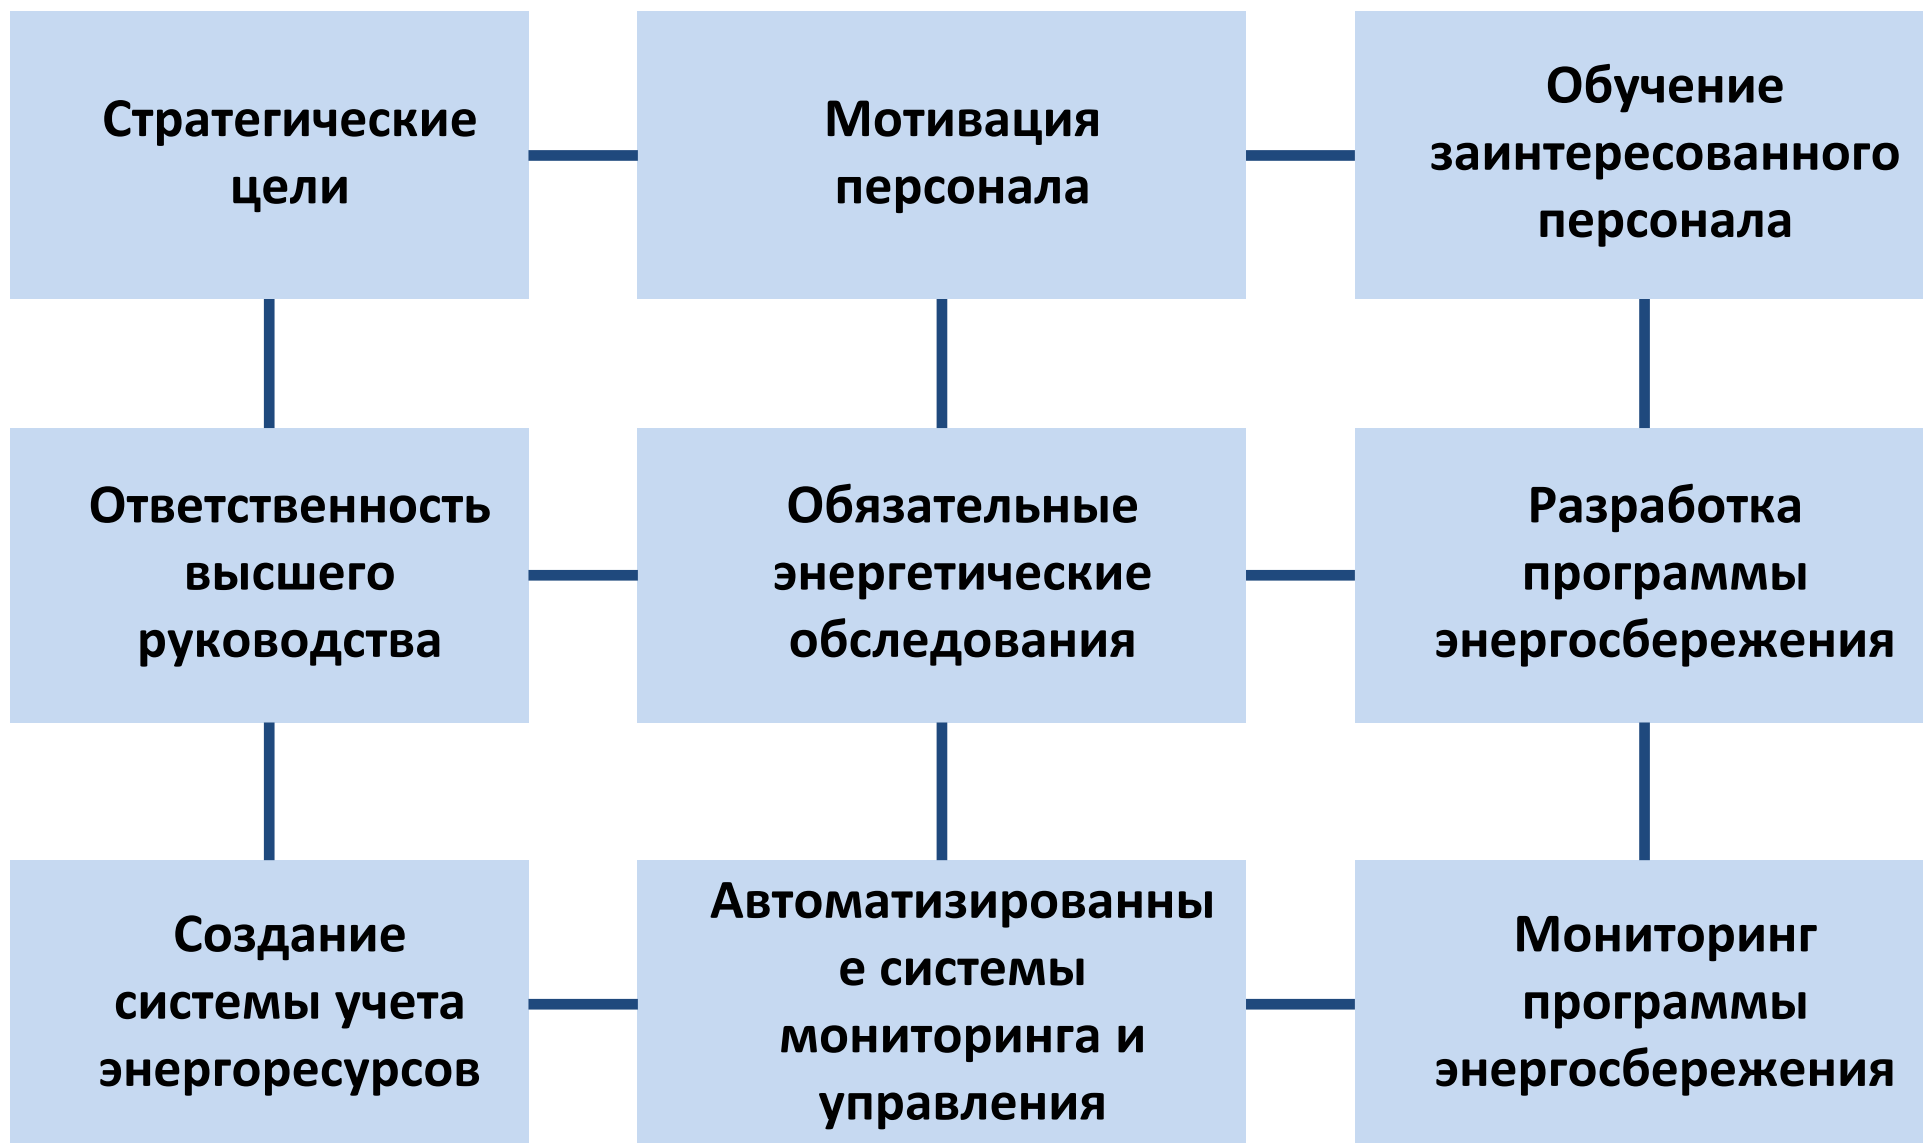 Стратегические
цели
Мотивация
персонала
Обучение
заинтересованного
персонала
Ответственность
высшего
руководства
Обязательные
энергетические
обследования
Разработка
программы
энергосбережения
Создание
системы учета
энергоресурсов
Автоматизированны
е системы
мониторинга и
управления
Мониторинг
программы
энергосбережения